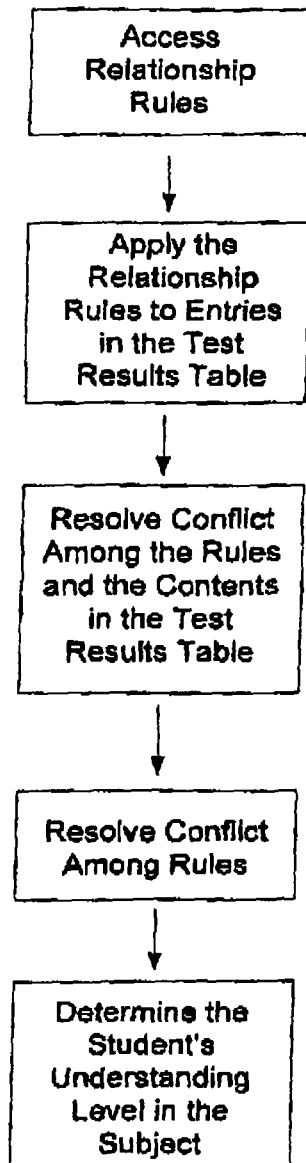 Access
Relationship
Rules
Apply the
Relationship
Rules to Entries
in the Test
Results Table
Resolve Conflict
Among the Rules
and the Contents
in the Test
Results Table
Resolve Conflict
Among Rules
Determine the
Student's
Understanding
Level in the
Subject